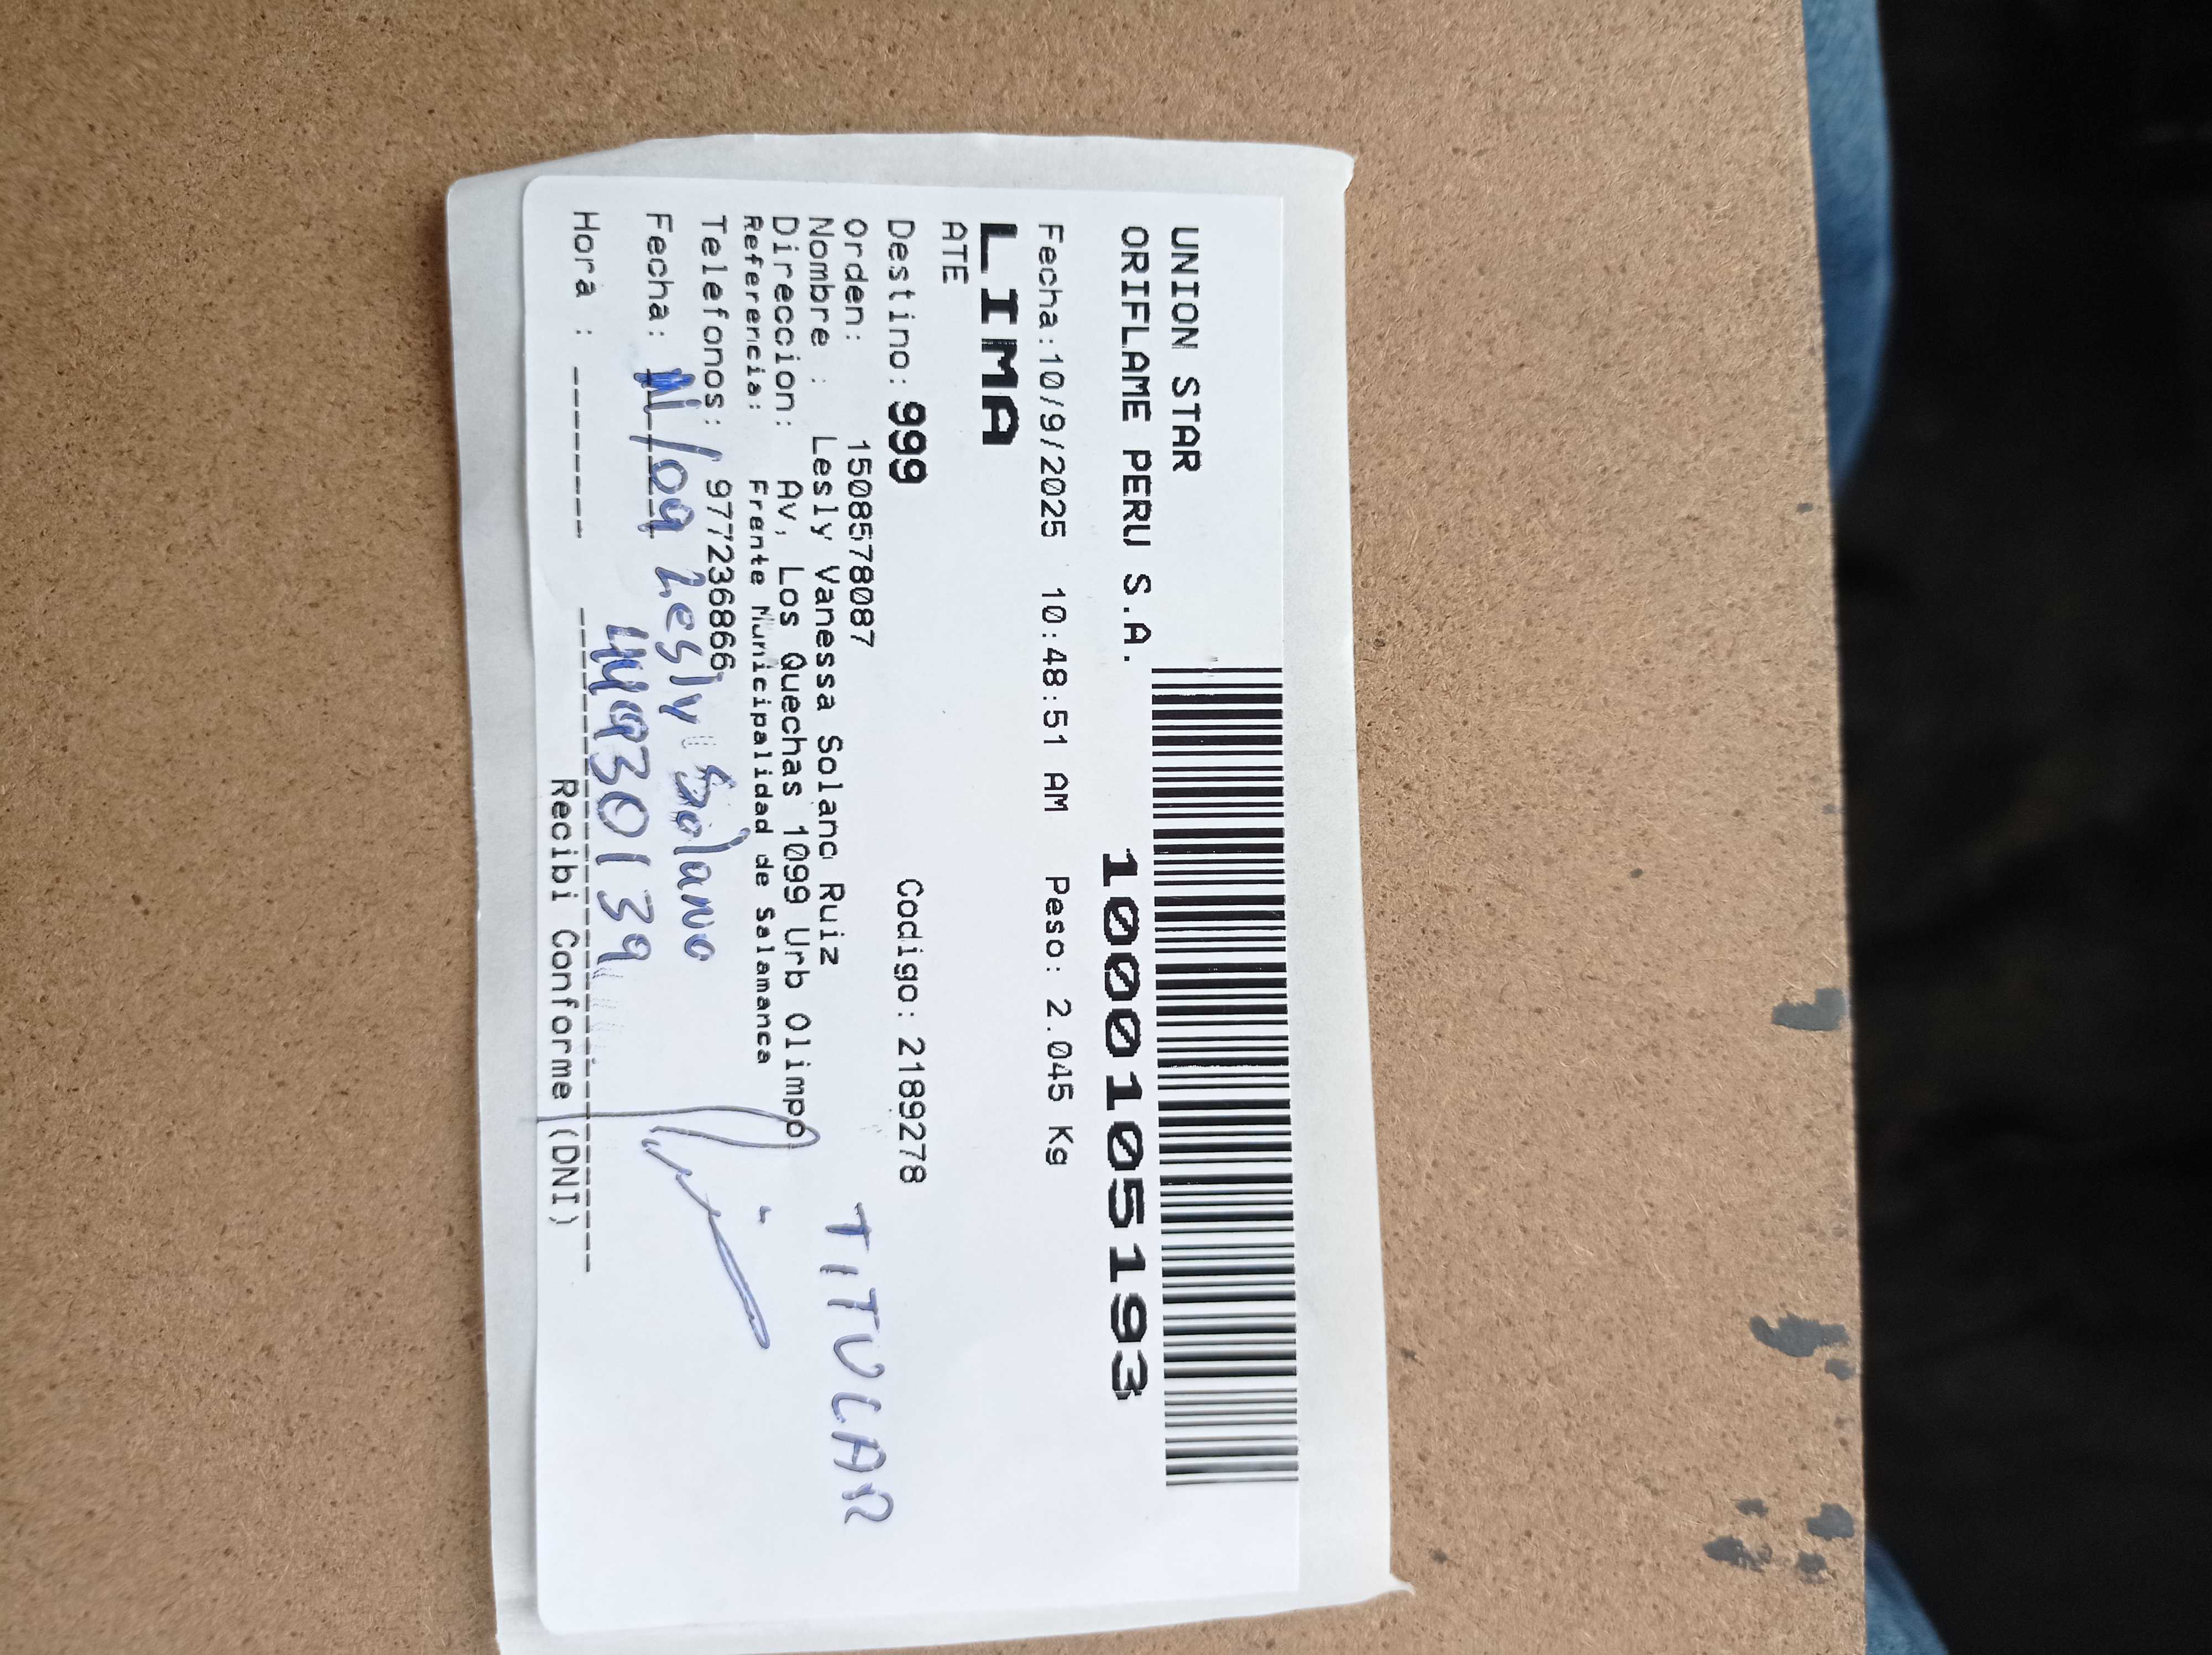 UNION STAR
ORIFLAME PERU S.A.
1000105193
Fecha:10/9/2025 10:48:51 AM Peso: 2.045 Kg
LIMA
ATE
Destino: 999 Codigo: 2189278
Orden: 1508578087
Nombre : Lesly Vanessa Solano Ruiz
TITULAR
Direccion: Av, Los Quechas 1099 Urb Olimpo
Referencia: Frente Municipalidad de Salamanca
Telefonos: 977236866
Fecha: 11/09 Lesly Solano
Hora : 44930139
Recibi Conforme (DNI)